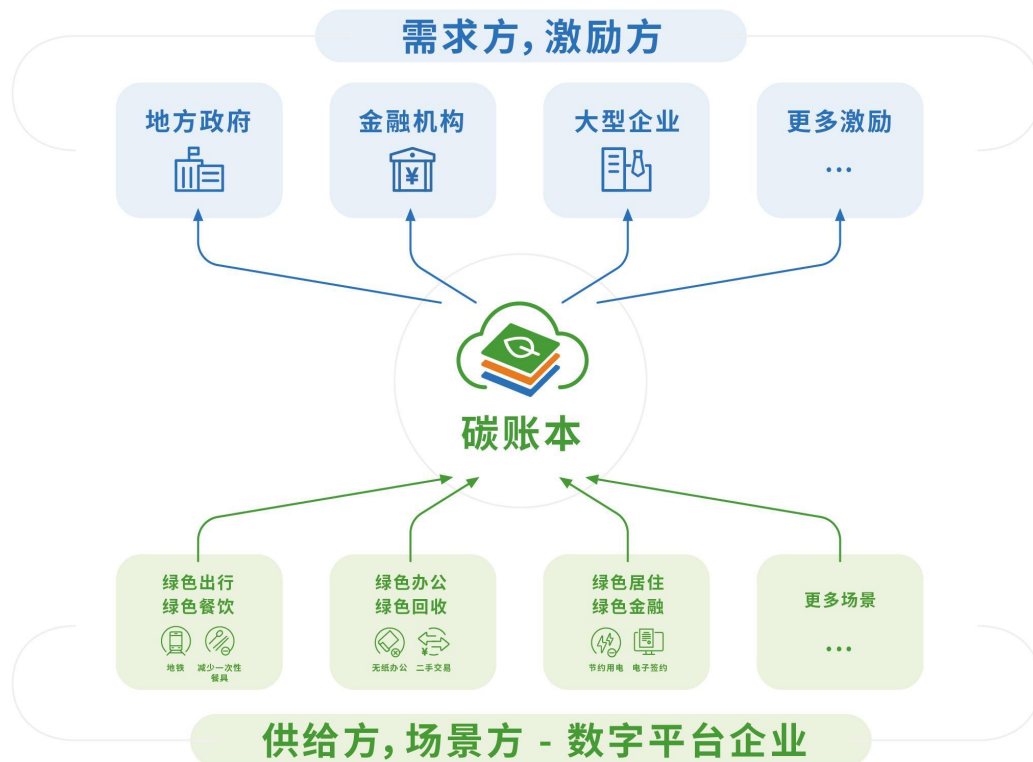 需求方，激励方
地方政府
金融机构
大型企业
更多激励
¥
...
碳账本
绿色出行
绿色餐饮
地铁
减少一次性
餐具
绿色办公
绿色回收
¥
无纸办公
二手交易
绿色居住
绿色金融
节约用电
电子签约
更多场景
...
供给方，场景方 - 数字平台企业